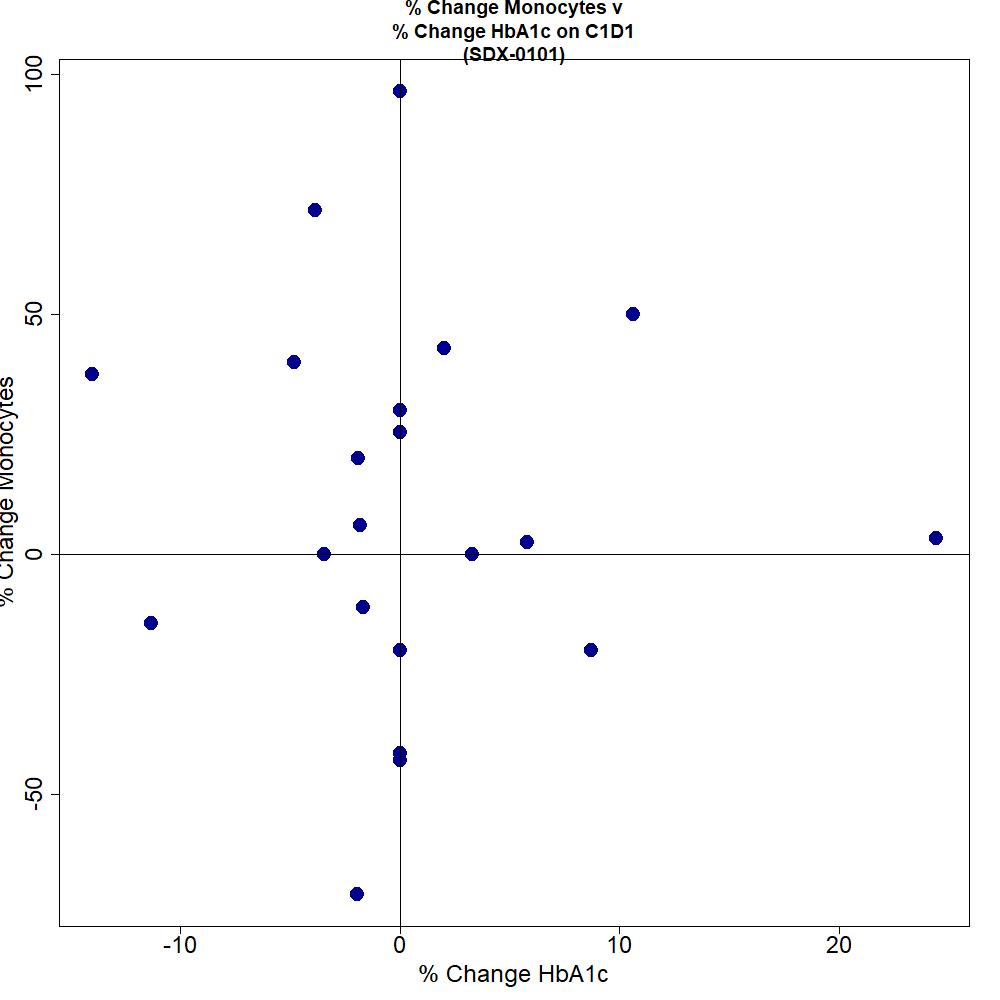 % Change Monocytes v
% Change HbA1c on C1D1
(SDX-0101)
100
50
0
-50
% Change Monocytes
-10
0
10
20
% Change HbA1c